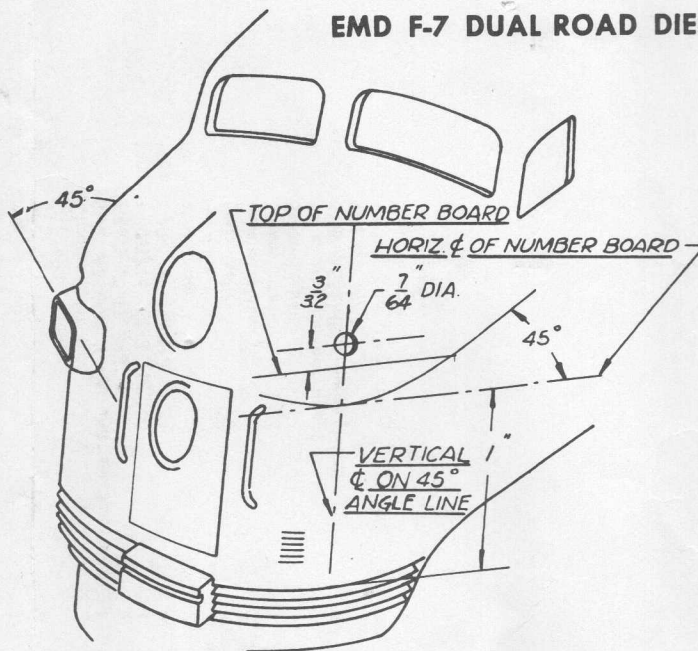 EMD F-7 DUAL ROAD DIE
45°
TOP OF NUMBER BOARD
HORIZ. ℄ OF NUMBER BOARD
3/32"
7/64" DIA.
45°
VERTICAL
℄ ON 45°
ANGLE LINE
1"